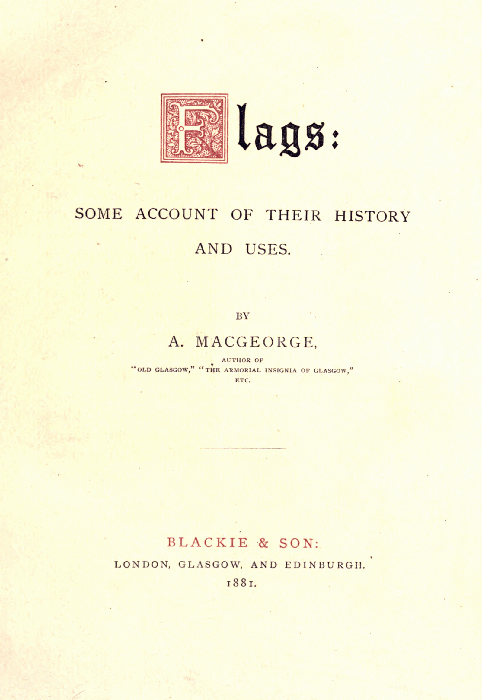 Flags:
SOME ACCOUNT OF THEIR HISTORY
AND USES.
BY
A. MACGEORGE,
AUTHOR OF
"OLD GLASGOW," "THE ARMORIAL INSIGNIA OF GLASGOW,"
ETC.
BLACKIE & SON:
LONDON, GLASGOW, AND EDINBURGH.
1881.